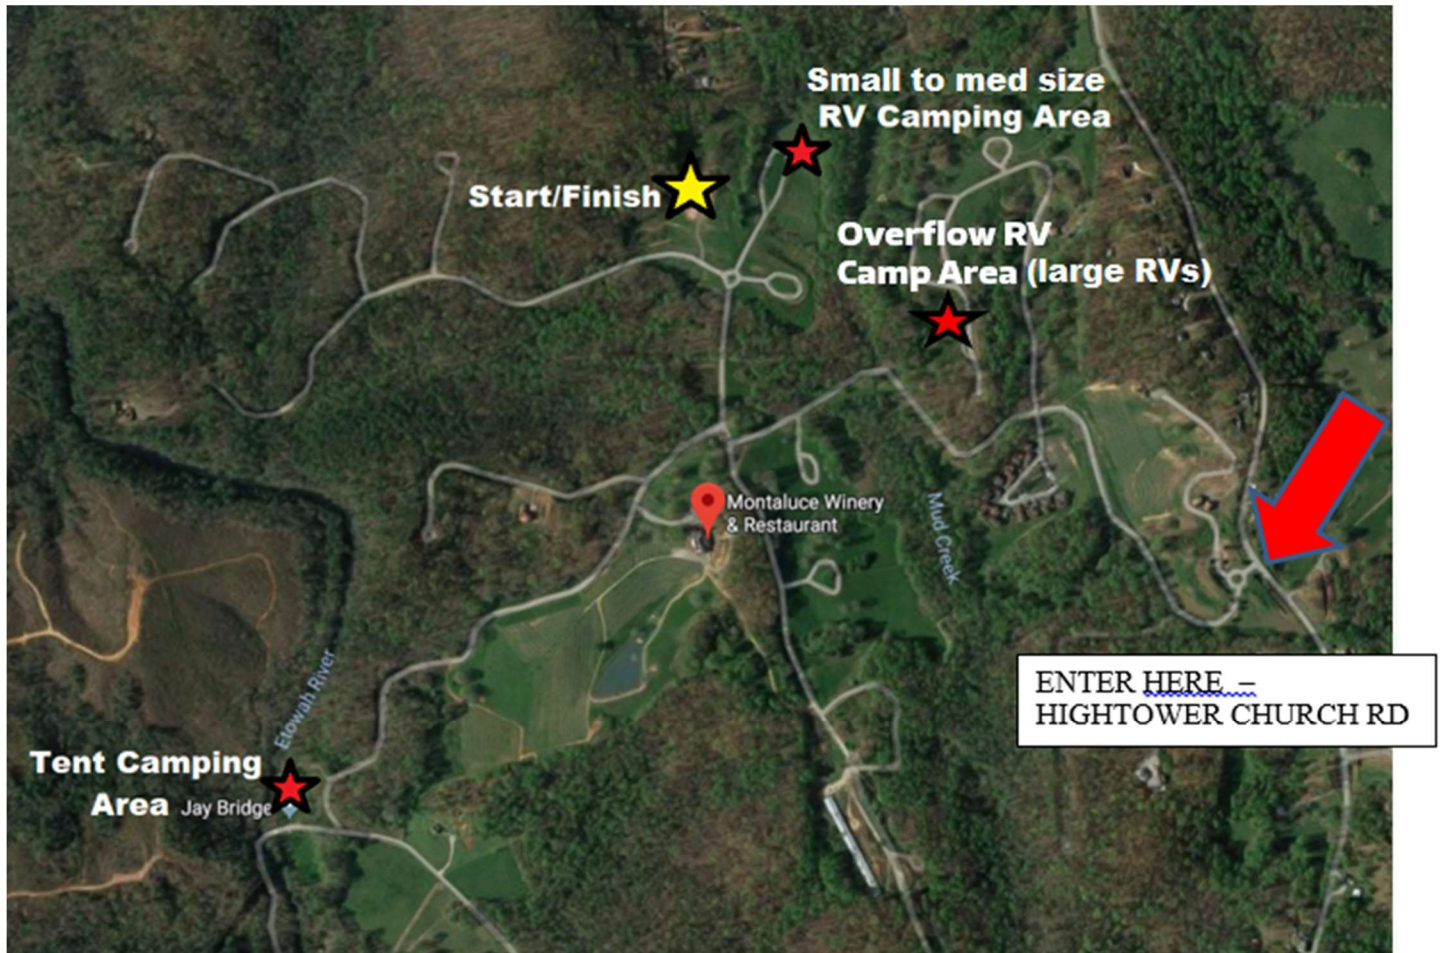 Small to med size
RV Camping Area
Start/Finish
Overflow RV
Camp Area (large RVs)
Montaluce Winery
& Restaurant
Mud Creek
ENTER HERE –
HIGHTOWER CHURCH RD
Etowah River
Tent Camping
Area
Jay Bridge